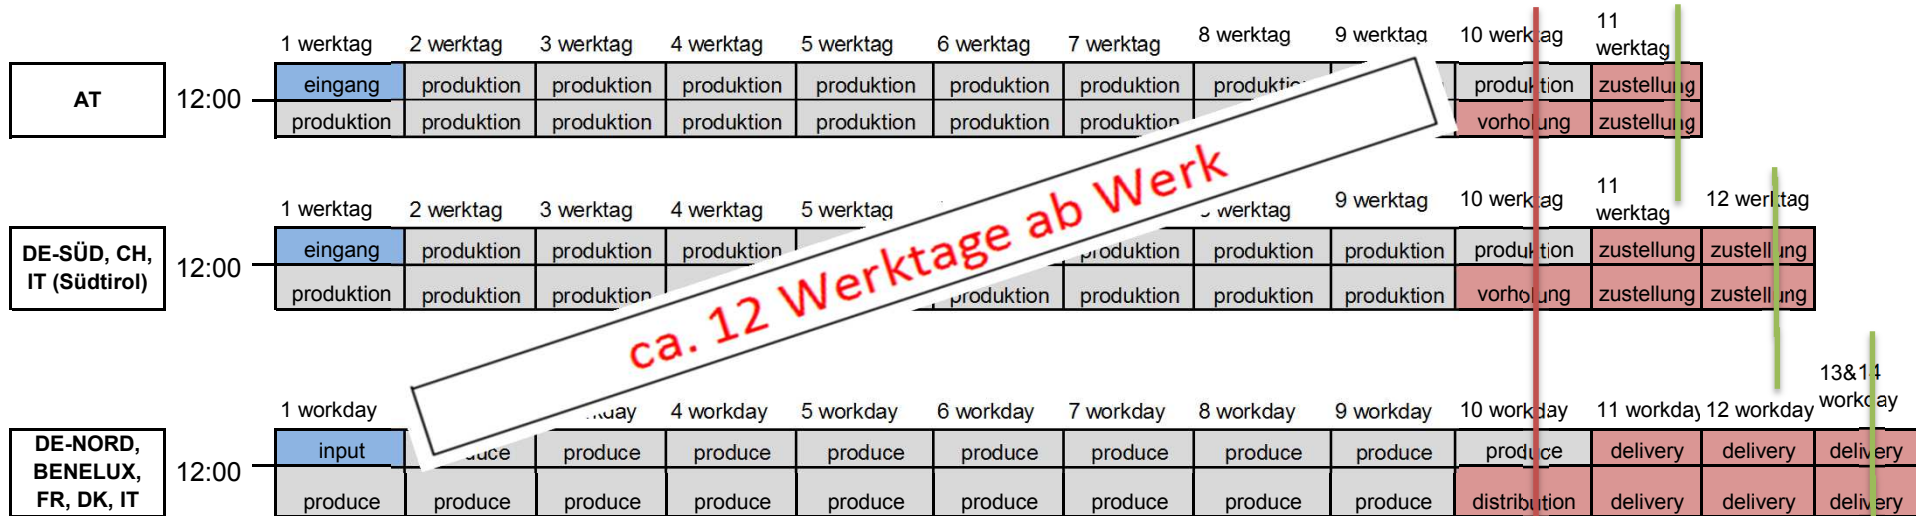 1 werktag 2 werktag 3 werktag 4 werktag 5 werktag 6 werktag 7 werktag 8 werktag 9 werktag 10 werktag 11 werktag
AT 12:00 eingang produktion produktion produktion produktion produktion produktion produktion zustellung
produktion produktion produktion produktion produktion produktion produktion vorholung zustellung
1 werktag 2 werktag 3 werktag 4 werktag 5 werktag werktag 9 werktag 10 werktag 11 werktag 12 werktag
DE-SÜD, CH, IT (Südtirol) 12:00 eingang produktion produktion produktion produktion produktion produktion produktion zustellung zustellung
produktion produktion produktion produktion produktion produktion vorholung zustellung zustellung
ca. 12 Werktage ab Werk
1 workday 4 workday 5 workday 6 workday 7 workday 8 workday 9 workday 10 workday 11 workday 12 workday 13&14 workday
DE-NORD, BENELUX, FR, DK, IT 12:00 input produce produce produce produce produce produce produce produce delivery delivery delivery
produce produce produce produce produce produce produce produce produce distribution delivery delivery delivery